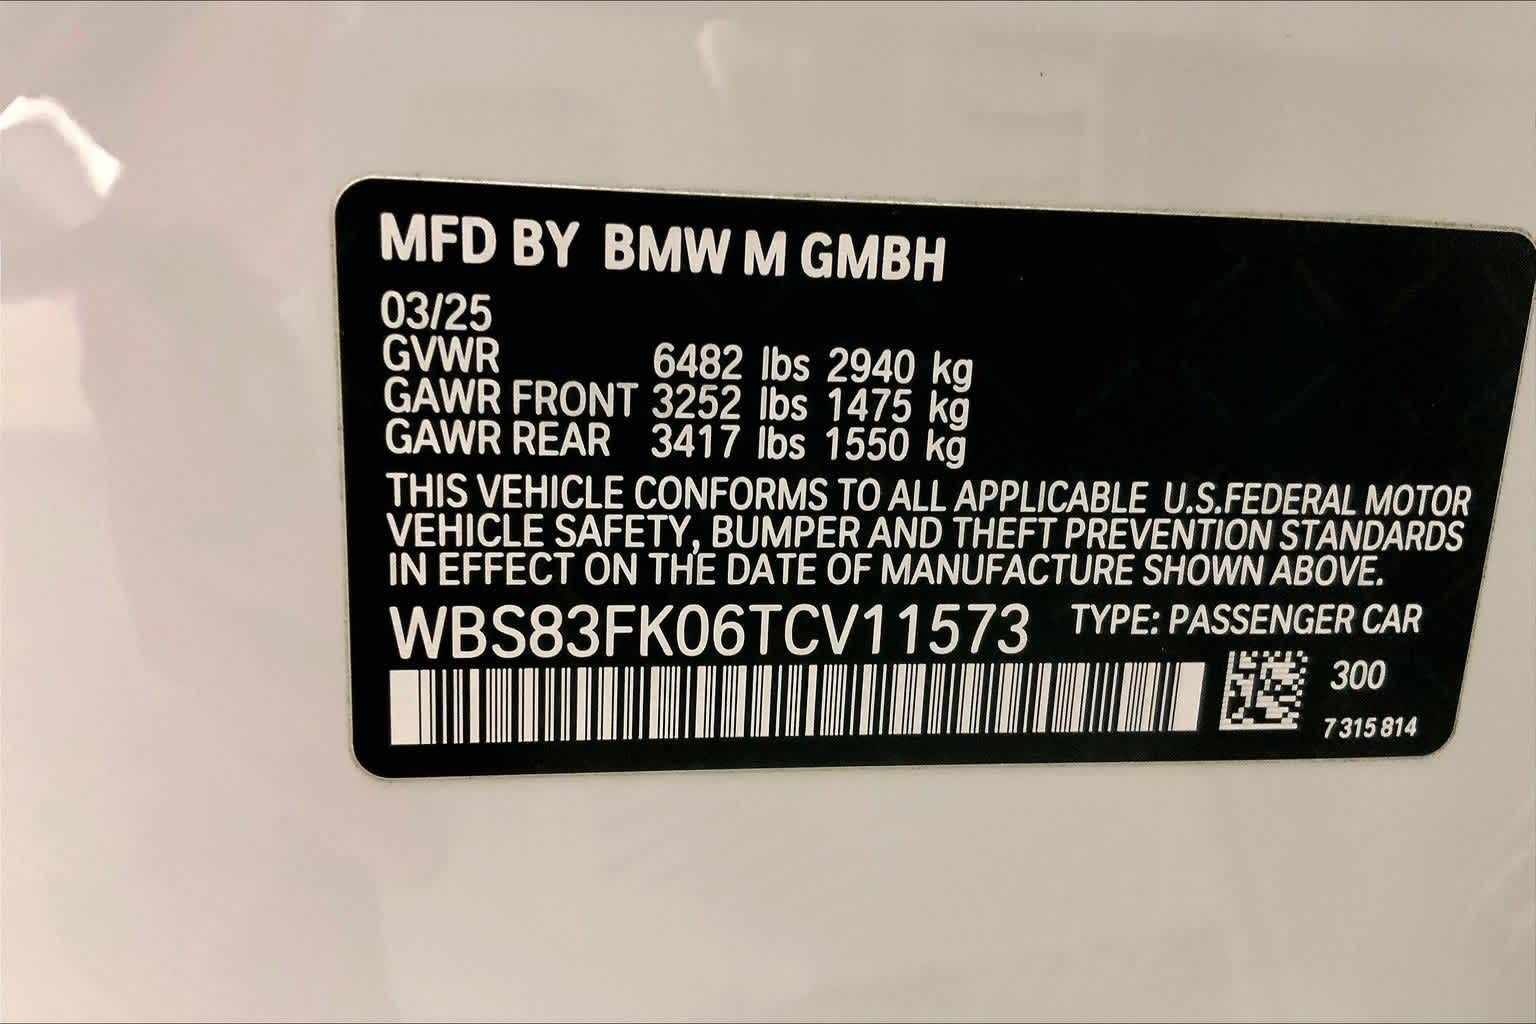 MFD BY BMW M GMBH
03/25
GVWR 6482 lbs 2940 kg
GAWR FRONT 3252 lbs 1475 kg
GAWR REAR 3417 lbs 1550 kg
THIS VEHICLE CONFORMS TO ALL APPLICABLE U.S.FEDERAL MOTOR
VEHICLE SAFETY, BUMPER AND THEFT PREVENTION STANDARDS
IN EFFECT ON THE DATE OF MANUFACTURE SHOWN ABOVE.
WBS83FK06TCV11573 TYPE: PASSENGER CAR
300
7 315 814